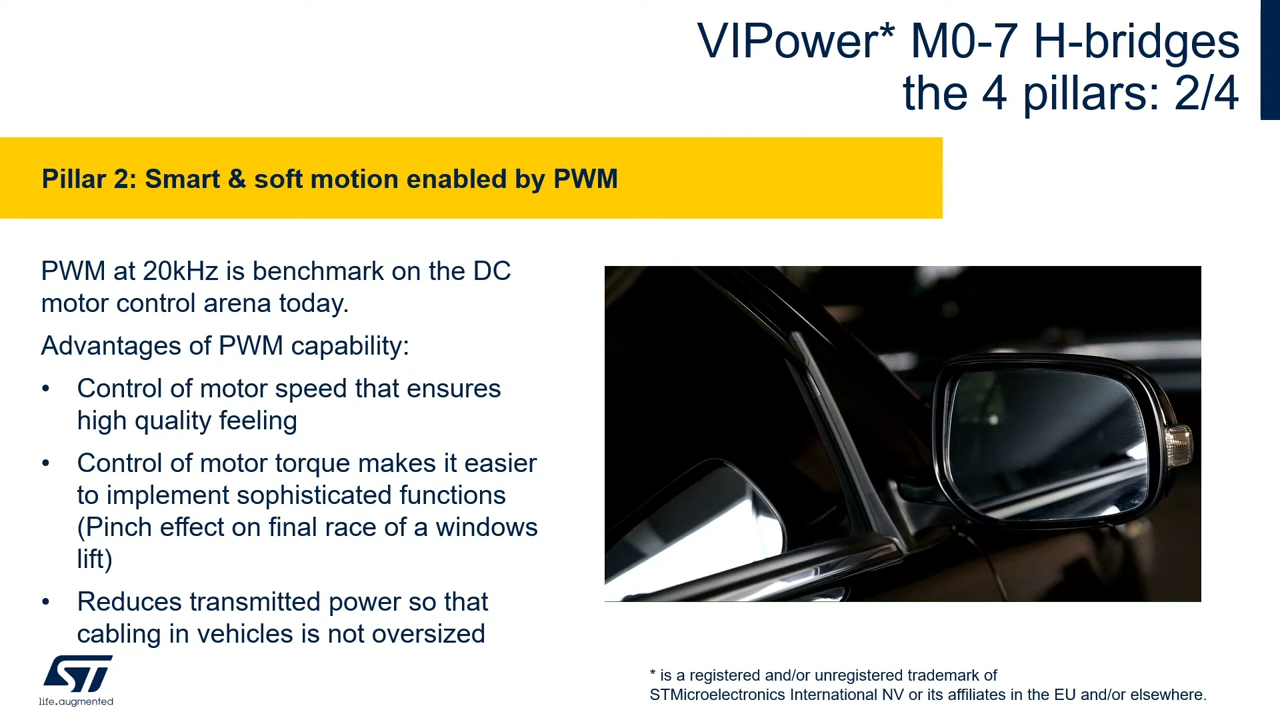 VIPower* M0-7 H-bridges
the 4 pillars: 2/4
Pillar 2: Smart & soft motion enabled by PWM
PWM at 20kHz is benchmark on the DC
motor control arena today.
Advantages of PWM capability:
• Control of motor speed that ensures
high quality feeling
• Control of motor torque makes it easier
to implement sophisticated functions
(Pinch effect on final race of a windows
lift)
• Reduces transmitted power so that
cabling in vehicles is not oversized
ST
life.augmented
* is a registered and/or unregistered trademark of
STMicroelectronics International NV or its affiliates in the EU and/or elsewhere.